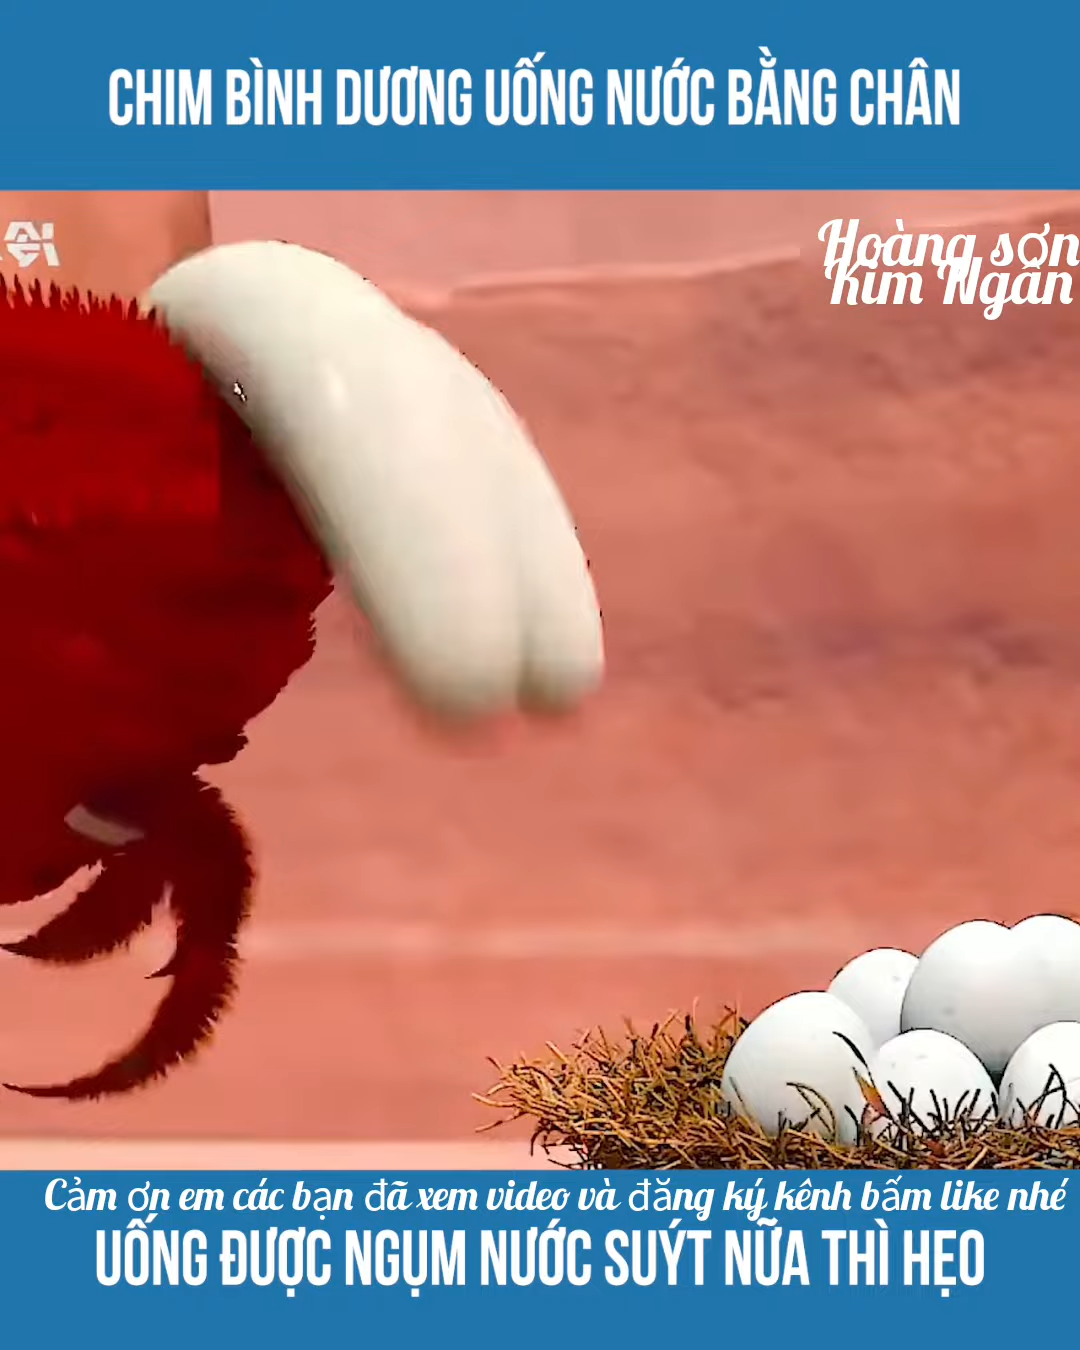 CHIM BÌNH DƯƠNG UỐNG NƯỚC BẰNG CHÂN
Hoàng sơn
Kim Ngân
Cảm ơn em các bạn đã xem video và đăng ký kênh bấm like nhé
UỐNG ĐƯỢC NGỤM NƯỚC SUÝT NỮA THÌ HẸO